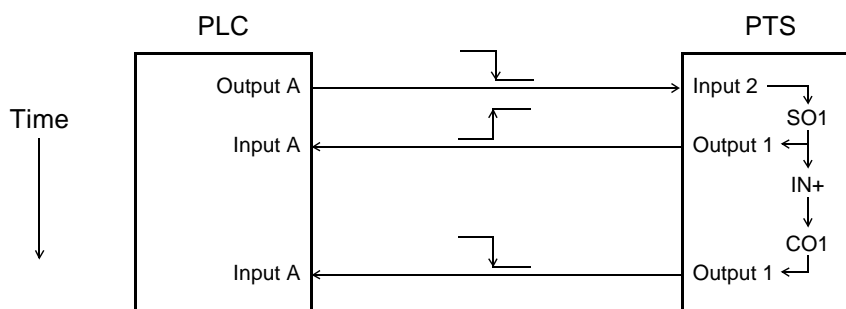 PLC
PTS
Output A
Input 2
SO1
Time
Input A
Output 1
IN+
CO1
Input A
Output 1